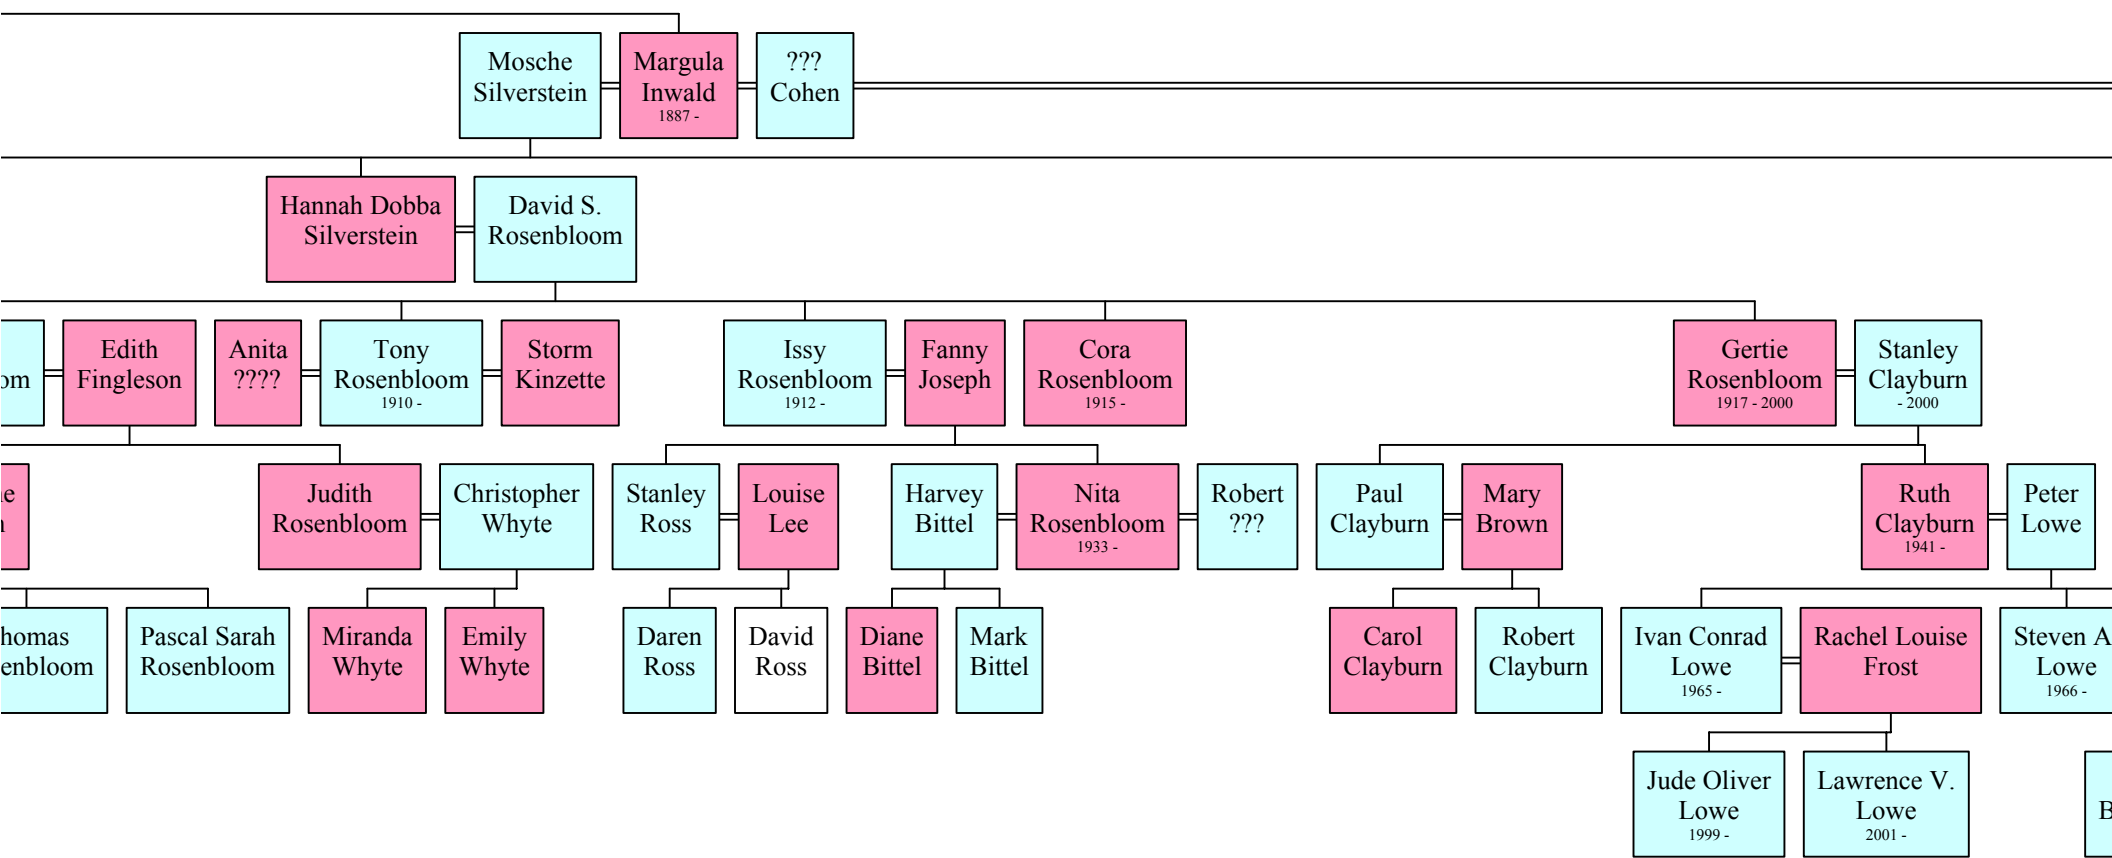 Mosche
Silverstein
Margula
Inwald
1887 -
???
Cohen
Hannah Dobba
Silverstein
David S.
Rosenbloom
om
Edith
Fingleson
Anita
????
Tony
Rosenbloom
1910 -
Storm
Kinzette
Issy
Rosenbloom
1912 -
Fanny
Joseph
Cora
Rosenbloom
1915 -
Gertie
Rosenbloom
1917 - 2000
Stanley
Clayburn
- 2000
Judith
Rosenbloom
Christopher
Whyte
Stanley
Ross
Louise
Lee
Harvey
Bittel
Nita
Rosenbloom
1933 -
Robert
???
Paul
Clayburn
Mary
Brown
Ruth
Clayburn
1941 -
Peter
Lowe
homas
enbloom
Pascal Sarah
Rosenbloom
Miranda
Whyte
Emily
Whyte
Daren
Ross
David
Ross
Diane
Bittel
Mark
Bittel
Carol
Clayburn
Robert
Clayburn
Ivan Conrad
Lowe
1965 -
Rachel Louise
Frost
Steven A
Lowe
1966 -
Jude Oliver
Lowe
1999 -
Lawrence V.
Lowe
2001 -
B